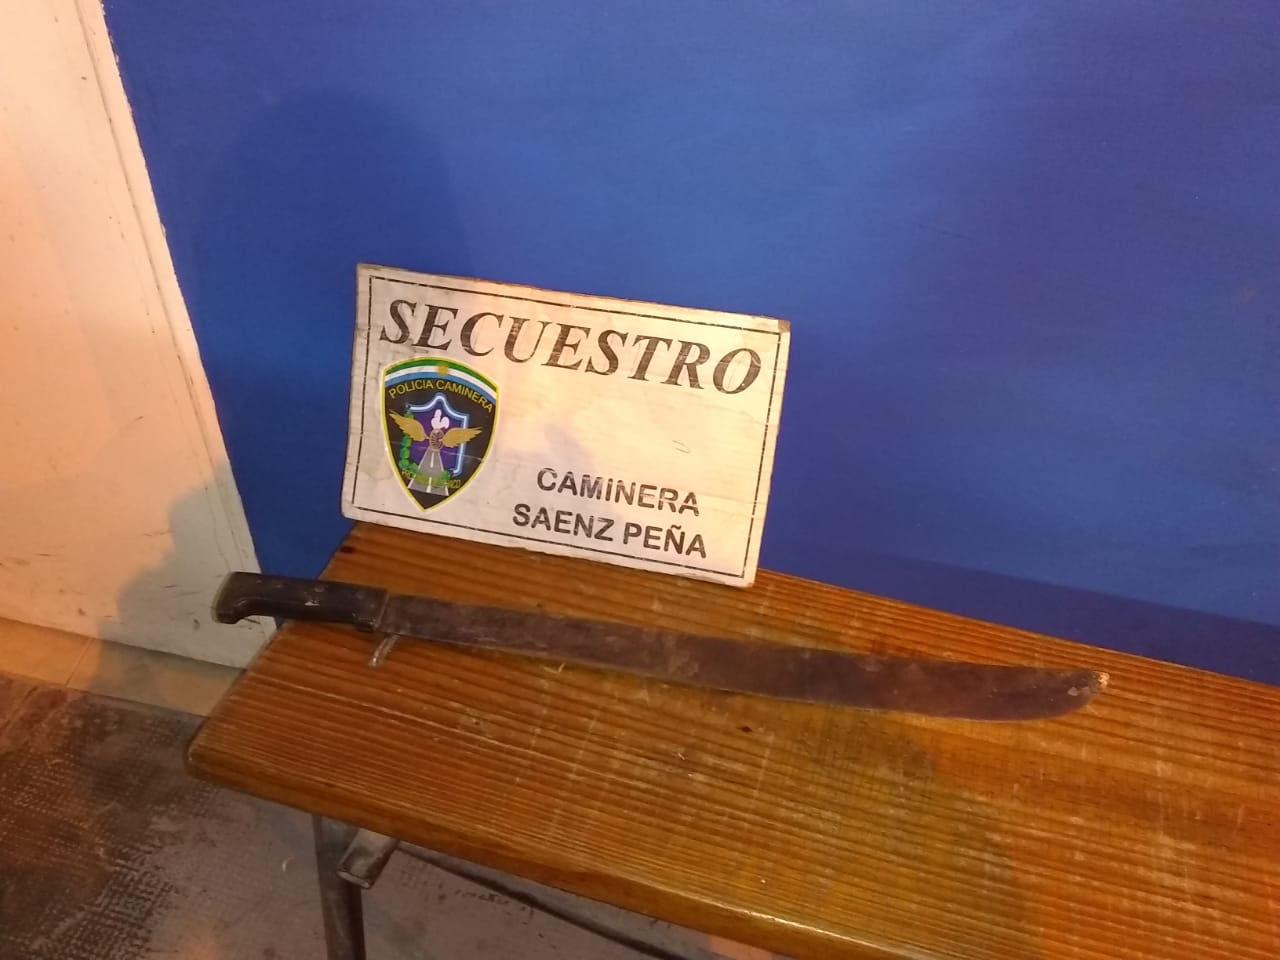 SECUESTRO
POLICIA CAMINERA
CAMINERA
SAENZ PEÑA